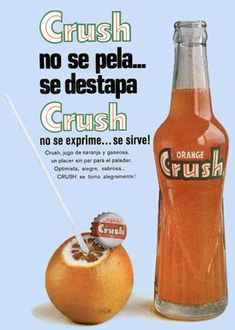 Crush
no se pela...
se destapa
Crush
no se exprime...se sirve!
Crush, jugo de naranja y gaseosa,
un placer sin par para el paladar.
Optimista, alegre, sabrosa...
CRUSH se toma alegremente!
ORANGE
Crush
Crush